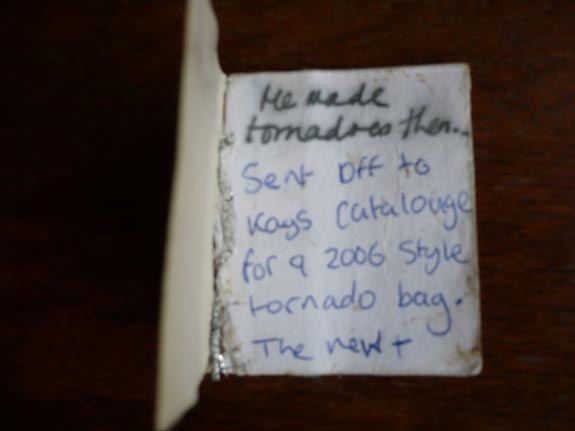 He made
tornadoes then..
Sent off to
Kays Catalouge
for a 2006 Style
tornado bag.
The next